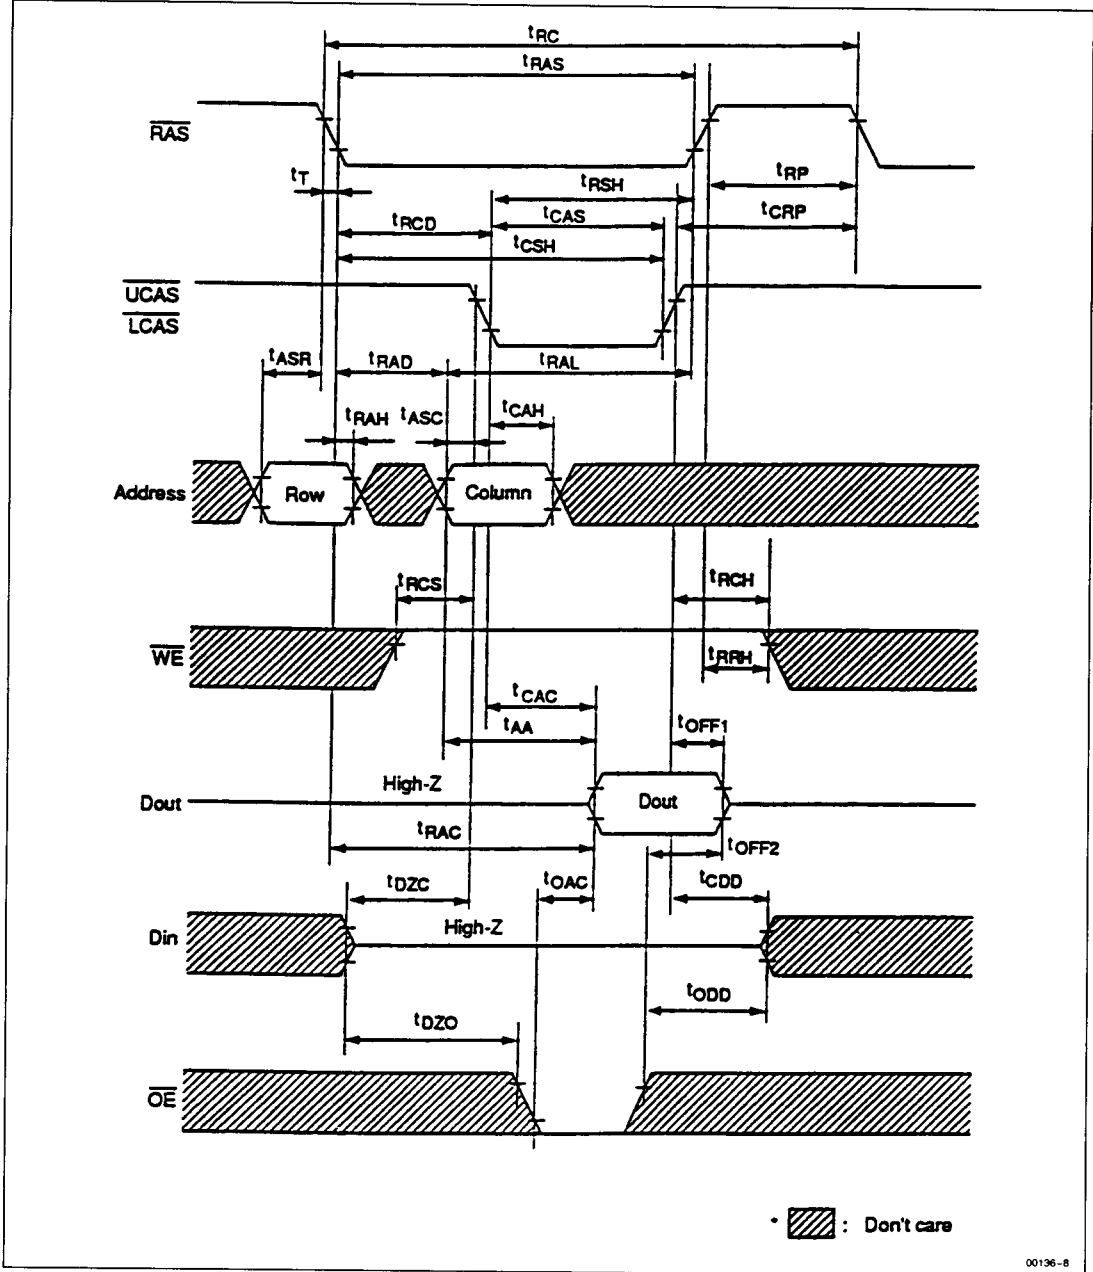 tRC
tRAS
RAS
tT
tRSH
tRP
tRCD
tCAS
tCRP
tCSH
UCAS
LCAS
tASR
tRAD
tRAL
tRAH
tASC
tCAH
Address
Row
Column
tRCS
tRCH
WE
tRRH
tCAC
tAA
tOFF1
High-Z
Dout
Dout
tRAC
tOFF2
tDZC
tOAC
tCDD
Din
High-Z
tODD
tDZO
OE
* : Don't care
00136-8